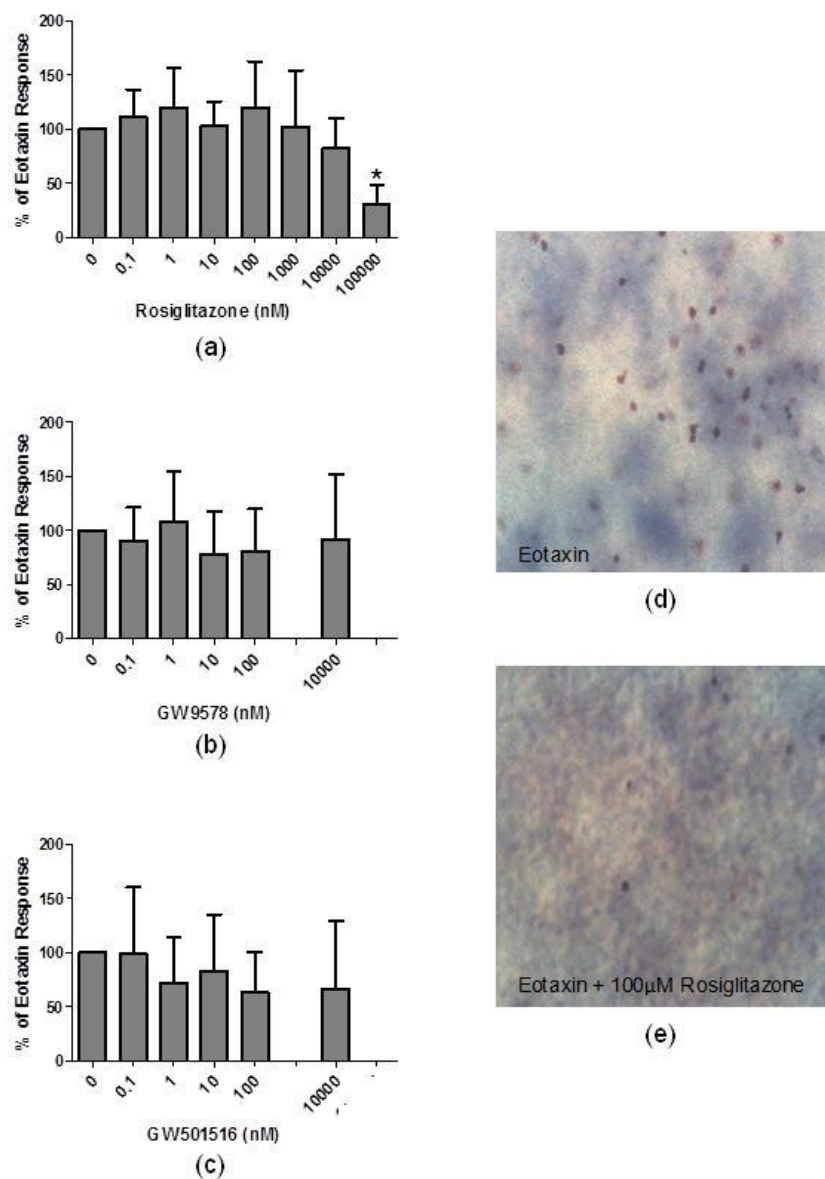 % of Eotaxin Response
200
150
100
50
0
0 0.1 1 10 100 1000 10000 100000
*
Rosiglitazone (nM)
(a)
% of Eotaxin Response
200
150
100
50
0
0 0.1 1 10 100 10000
GW9578 (nM)
(b)
% of Eotaxin Response
200
150
100
50
0
0 0.1 1 10 100 10000
GW501516 (nM)
(c)
Eotaxin
(d)
Eotaxin + 100µM Rosiglitazone
(e)